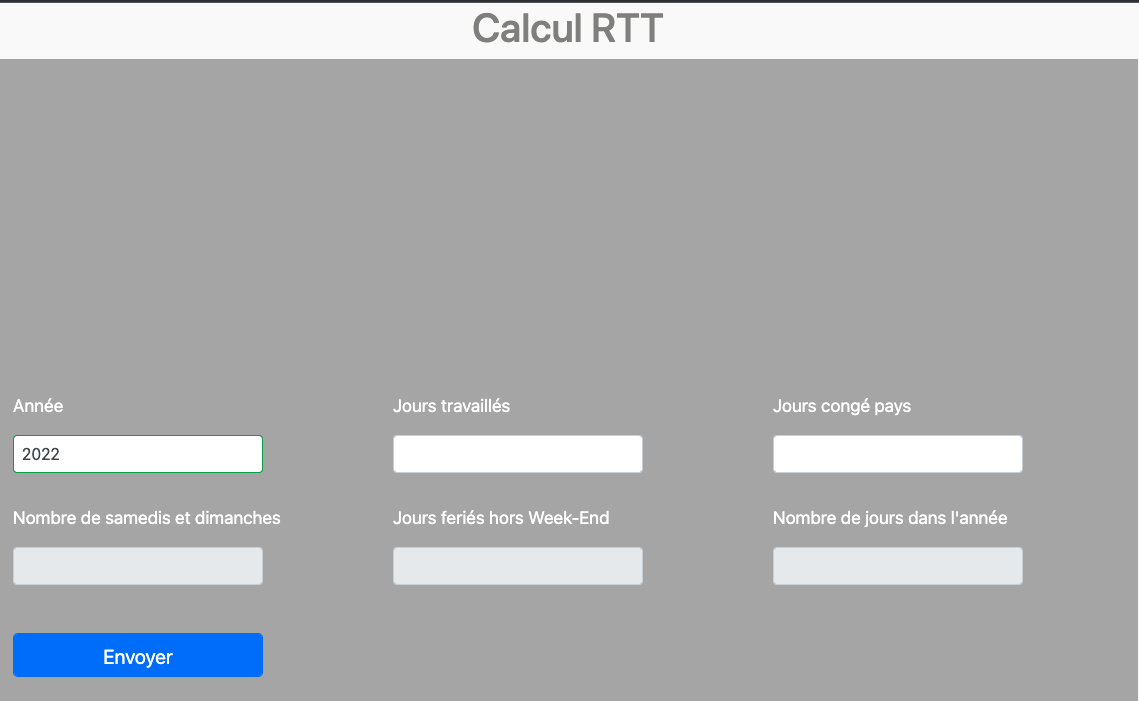 Calcul RTT
Année
Jours travaillés
Jours congé pays
2022
Nombre de samedis et dimanches
Jours feriés hors Week-End
Nombre de jours dans l'année
Envoyer